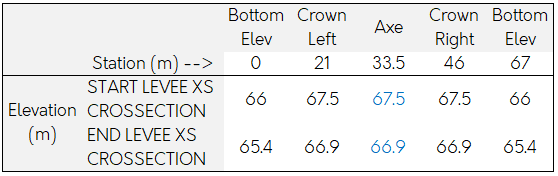 Bottom Elev Crown Left Axe Crown Right Bottom Elev
Station (m) --> 0 21 33.5 46 67
Elevation (m)
START LEVEE XS CROSSECTION 66 67.5 67.5 67.5 66
END LEVEE XS CROSSECTION 65.4 66.9 66.9 66.9 65.4